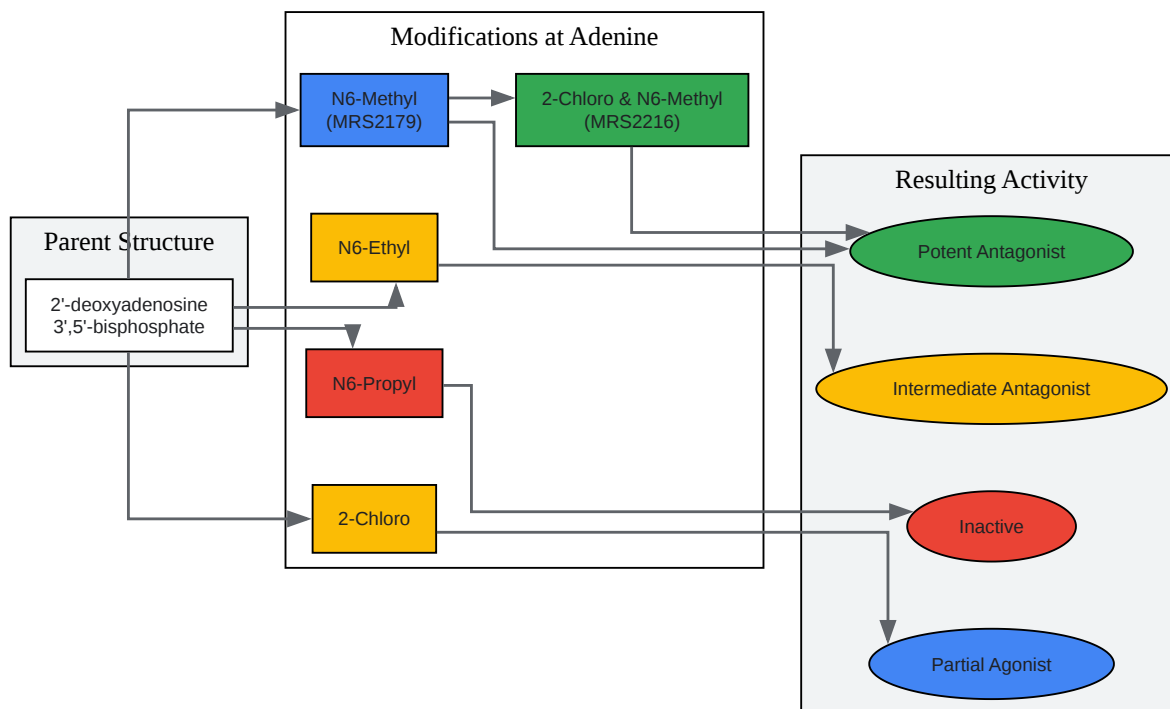 Modifications at Adenine
N6-Methyl
(MRS2179)
2-Chloro & N6-Methyl
(MRS2216)
Resulting Activity
Parent Structure
N6-Ethyl
Potent Antagonist
2'-deoxyadenosine
3',5'-bisphosphate
N6-Propyl
Intermediate Antagonist
2-Chloro
Inactive
Partial Agonist